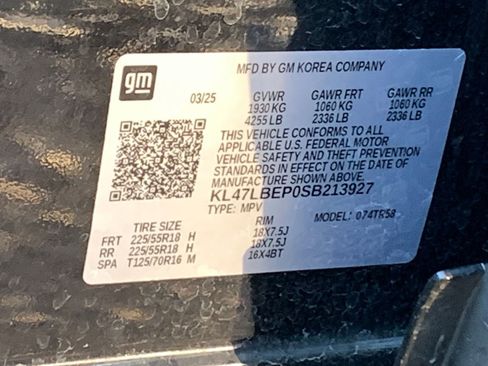 gm
MFD BY GM KOREA COMPANY
03/25 GVWR GAWR FRT GAWR RR
1930 KG 1060 KG 1060 KG
4255 LB 2336 LB 2336 LB
THIS VEHICLE CONFORMS TO ALL
APPLICABLE U.S. FEDERAL MOTOR
VEHICLE SAFETY AND THEFT PREVENTION
STANDARDS IN EFFECT ON THE DATE OF
MANUFACTURE SHOWN ABOVE.
KL47LBEP0SB213927
TYPE: MPV MODEL: 074TR58
TIRE SIZE RIM
FRT 225/55R18 H 18X7.5J
RR 225/55R18 H 18X7.5J
SPA T125/70R16 M 16X4BT